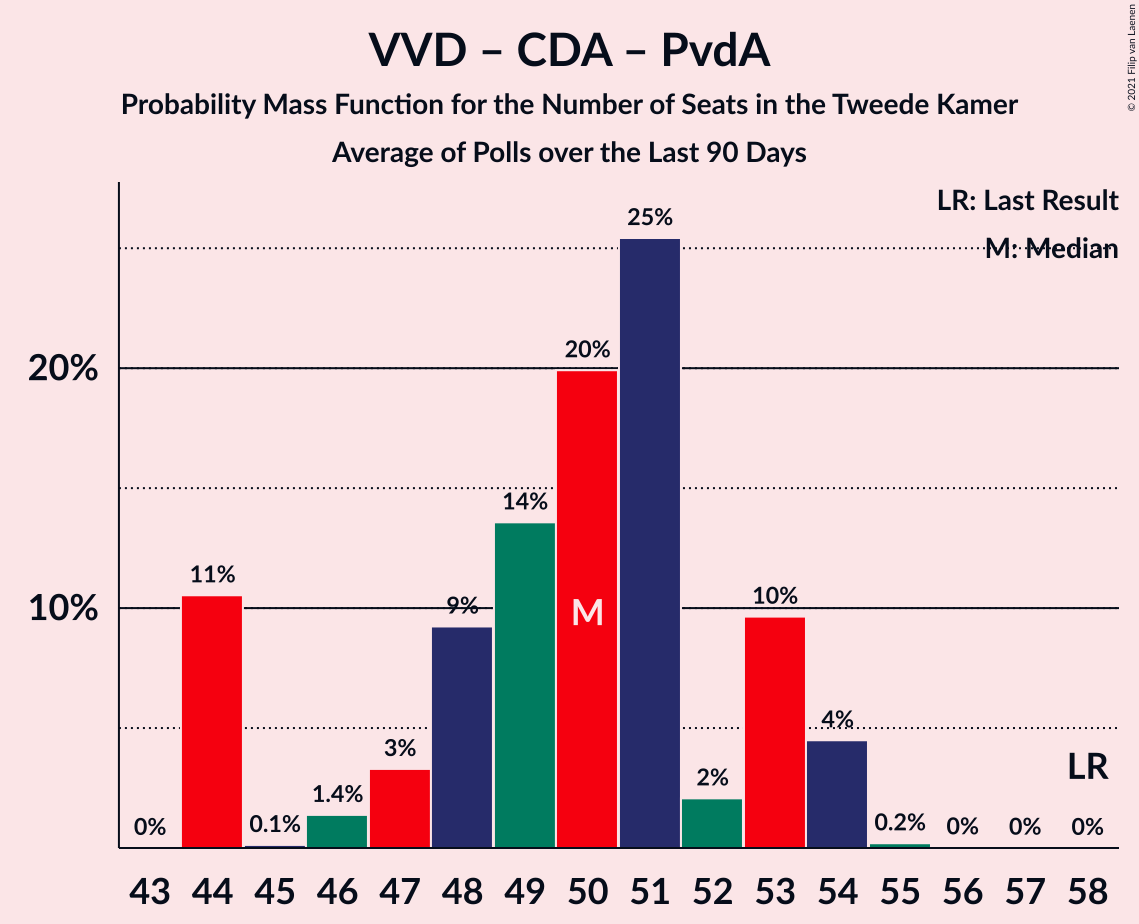 VVD – CDA – PvdA
Probability Mass Function for the Number of Seats in the Tweede Kamer
Average of Polls over the Last 90 Days
© 2021 Filip van Laenen
LR: Last Result
M: Median
25%
20%
20%
14%
11%
10%
10%
9%
M
4%
3%
LR
2%
1.4%
0% 0.1% 0.2% 0% 0% 0%
43 44 45 46 47 48 49 50 51 52 53 54 55 56 57 58